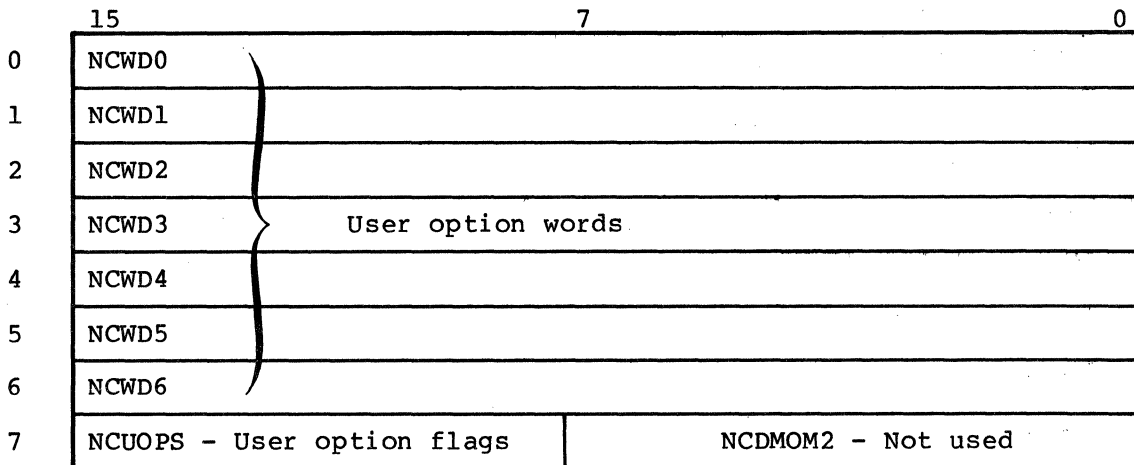 15 7 0
0 NCWD0
1 NCWD1
2 NCWD2
3 NCWD3 User option words
4 NCWD4
5 NCWD5
6 NCWD6
7 NCUOPS - User option flags NCDMOM2 - Not used